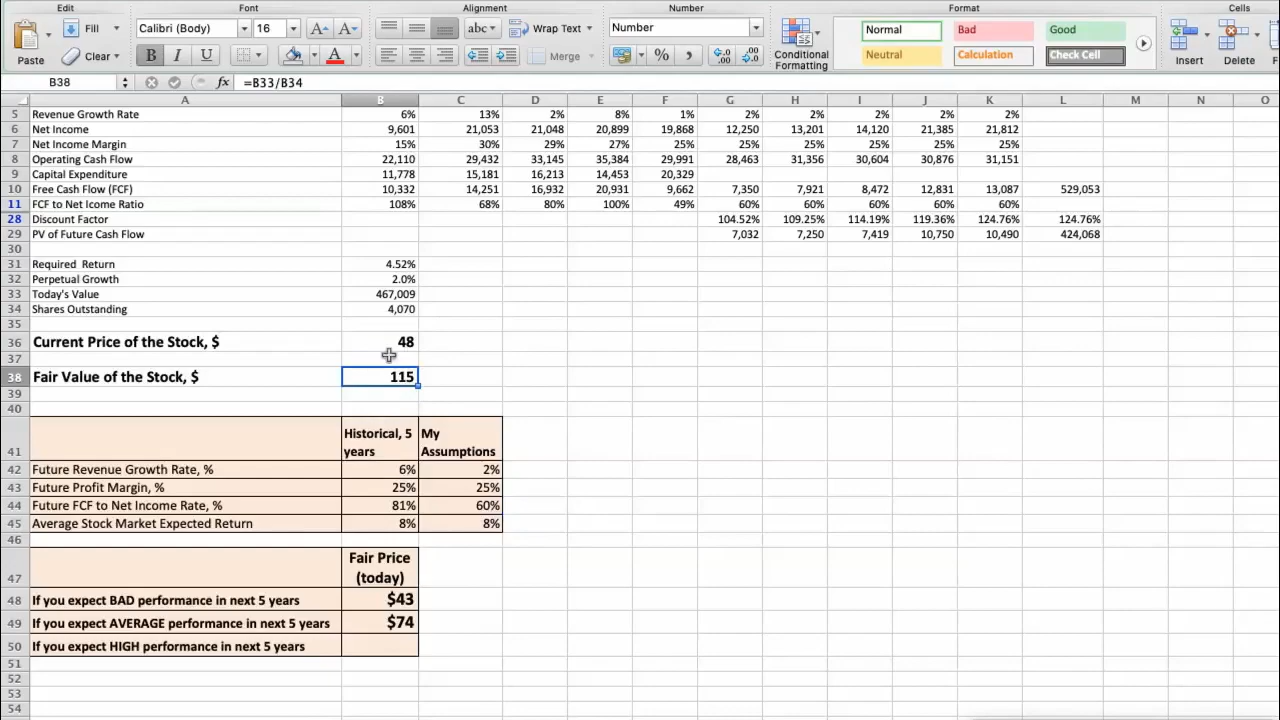 Edit Font Alignment Number Format Cells
Paste Fill Calibri (Body) 16 A A abc Wrap Text Number Conditional Formatting Normal Bad Good Insert Delete
Clear B I U A Merge % , .0 .00 .00 .0 Neutral Calculation Check Cell
B38 fx =B33/B34
A B C D E F G H I J K L M N O
5 Revenue Growth Rate 6% 13% 2% 8% 1% 2% 2% 2% 2% 2%
6 Net Income 9,601 21,053 21,048 20,899 19,868 12,250 13,201 14,120 21,385 21,812
7 Net Income Margin 15% 30% 29% 27% 25% 25% 25% 25% 25% 25%
8 Operating Cash Flow 22,110 29,432 33,145 35,384 29,991 28,463 31,356 30,604 30,876 31,151
9 Capital Expenditure 11,778 15,181 16,213 14,453 20,329
10 Free Cash Flow (FCF) 10,332 14,251 16,932 20,931 9,662 7,350 7,921 8,472 12,831 13,087 529,053
11 FCF to Net Icome Ratio 108% 68% 80% 100% 49% 60% 60% 60% 60% 60%
28 Discount Factor 104.52% 109.25% 114.19% 119.36% 124.76% 124.76%
29 PV of Future Cash Flow 7,032 7,250 7,419 10,750 10,490 424,068
30
31 Required Return 4.52%
32 Perpetual Growth 2.0%
33 Today's Value 467,009
34 Shares Outstanding 4,070
35
36 Current Price of the Stock, $ 48
37
38 Fair Value of the Stock, $ 115
39
40
41 Historical, 5 years My Assumptions
42 Future Revenue Growth Rate, % 6% 2%
43 Future Profit Margin, % 25% 25%
44 Future FCF to Net Income Rate, % 81% 60%
45 Average Stock Market Expected Return 8% 8%
46
47 Fair Price (today)
48 If you expect BAD performance in next 5 years $43
49 If you expect AVERAGE performance in next 5 years $74
50 If you expect HIGH performance in next 5 years
51
52
53
54